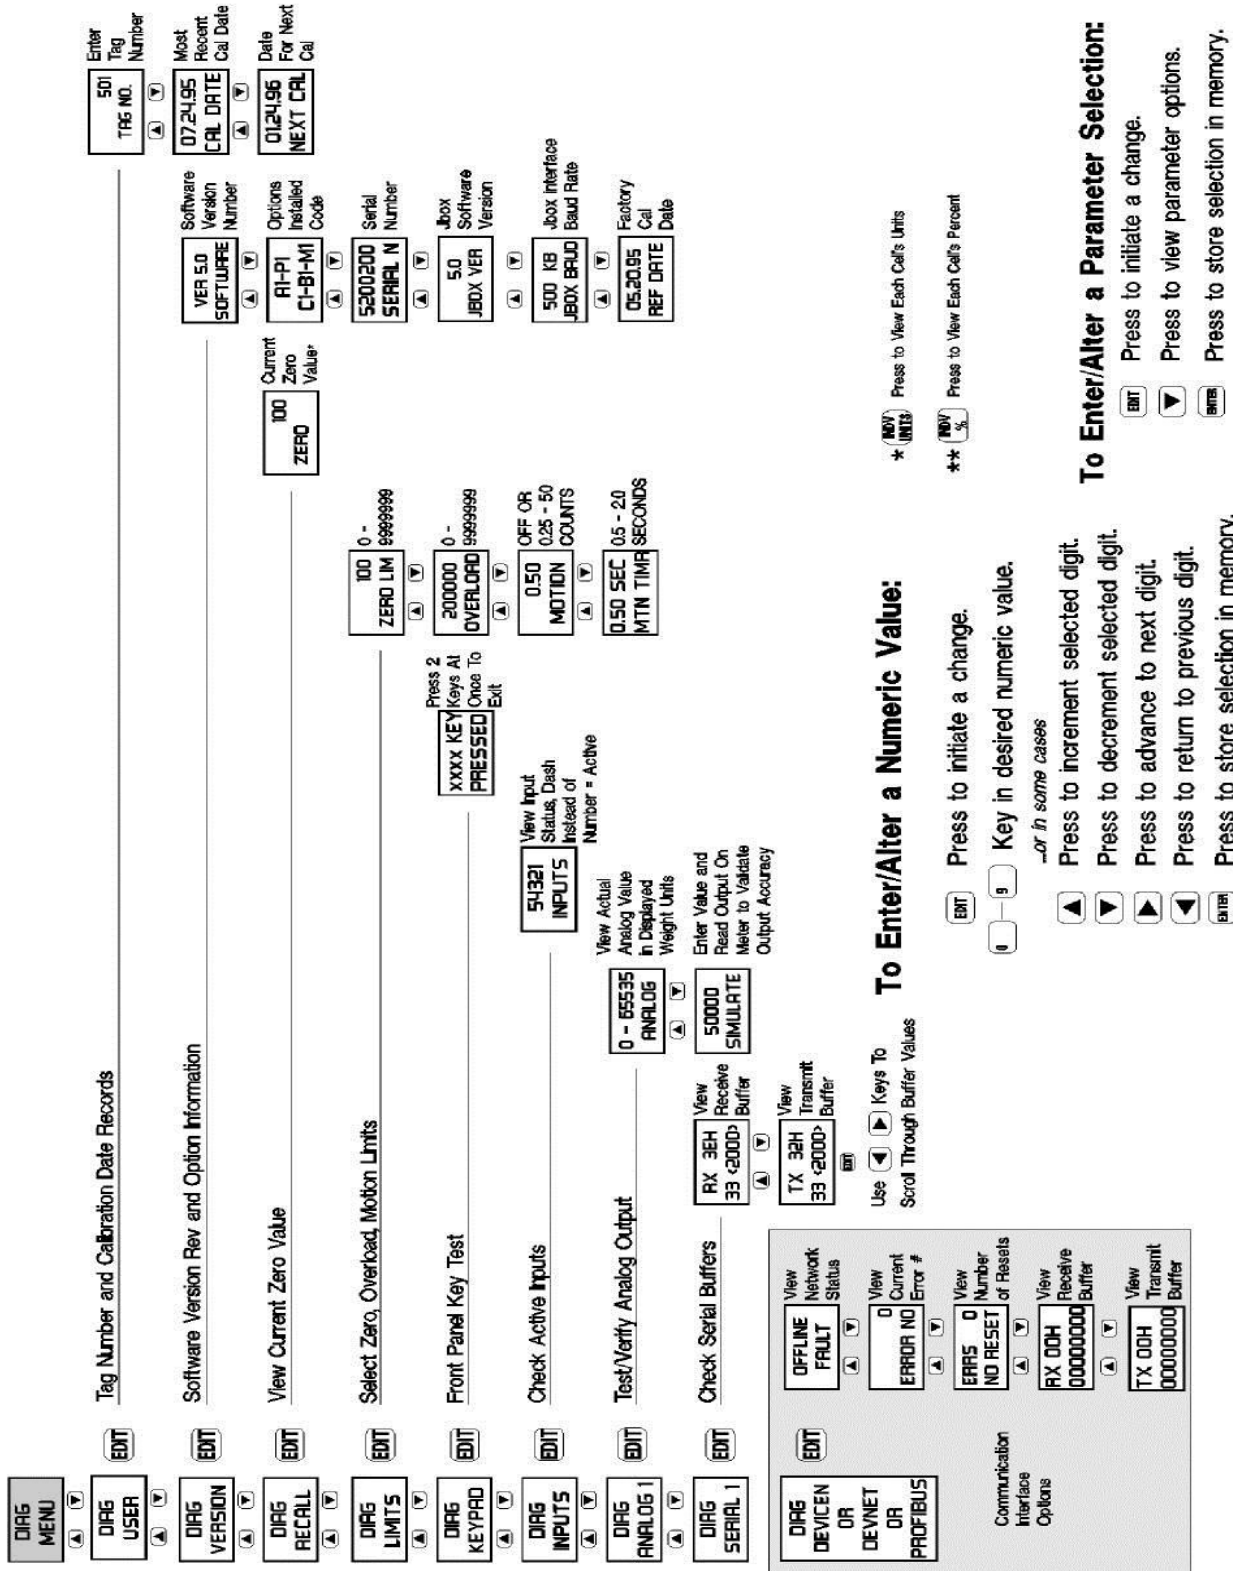 DIAG
MENU
DIAG
USER
EDIT
Tag Number and Calibration Date Records
501
TAG NO.
Enter
Tag
Number
07.24.95
CAL DATE
Most
Recent
Cal Date
01.24.96
NEXT CAL
Date
For Next
Cal
DIAG
VERSION
EDIT
Software Version Rev and Option Information
VER 5.0
SOFTWARE
Software
Version
Number
A1-P1
C1-B1-M1
Options
Installed
Code
5200200
SERIAL N
Serial
Number
5.0
JBOX VER
Jbox
Software
Version
500 KB
JBOX BAUD
Jbox Interface
Baud Rate
05.20.95
REF DATE
Factory
Cal
Date
DIAG
RECALL
EDIT
View Current Zero Value
100
ZERO
Current
Zero
Value*
DIAG
LIMITS
EDIT
Select Zero, Overload, Motion Limits
100
ZERO LIM
0 -
9999999
200000
OVERLOAD
0 -
9999999
0.50
MOTION
OFF OR
0.25 - 50
COUNTS
0.50 SEC
MTN TIMR
0.5 - 2.0
SECONDS
DIAG
KEYPAD
EDIT
Front Panel Key Test
XXXX KEY
PRESSED
Press 2
Keys At
Once To
Exit
DIAG
INPUTS
EDIT
Check Active Inputs
54321
INPUTS
View Input
Status, Dash
Instead of
Number = Active
DIAG
ANALOG 1
EDIT
Test/Verify Analog Output
0 - 65535
ANALOG
View Actual
Analog Value
in Displayed
Weight Units
50000
SIMULATE
Enter Value and
Read Output On
Meter to Validate
Output Accuracy
DIAG
SERIAL 1
EDIT
Check Serial Buffers
RX 3EH
33 <200D>
View
Receive
Buffer
TX 32H
33 <200D>
View
Transmit
Buffer
EDIT
Use ◀ ▶ Keys To
Scroll Through Buffer Values
DIAG
DEVICEN
OR
DEVNET
OR
PROFIBUS
EDIT
Communication
Interface
Options
OFFLINE
FAULT
View
Network
Status
0
ERROR NO
View
Current
Error #
ERRS 0
NO RESET
View
Number
of Resets
RX 00H
00000000
View
Receive
Buffer
TX 00H
00000000
View
Transmit
Buffer
* INDV UNITS Press to View Each Cell's Units
** INDV % Press to View Each Cell's Percent
To Enter/Alter a Numeric Value:
EDIT Press to initiate a change.
0 - 9 Key in desired numeric value.
...or in some cases
▲ Press to increment selected digit.
▼ Press to decrement selected digit.
▶ Press to advance to next digit.
◀ Press to return to previous digit.
ENTER Press to store selection in memory.
To Enter/Alter a Parameter Selection:
EDIT Press to initiate a change.
▼ Press to view parameter options.
ENTER Press to store selection in memory.